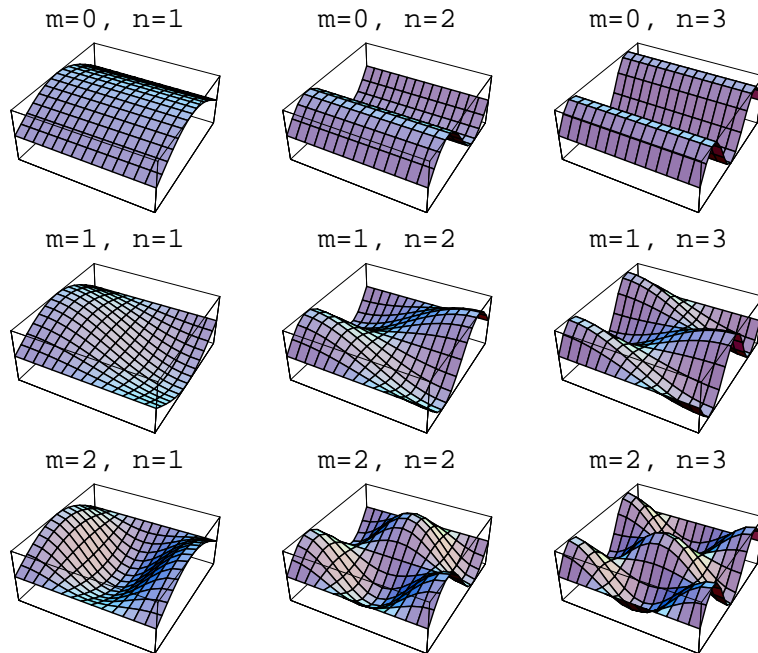 m=0, n=1
m=0, n=2
m=0, n=3
m=1, n=1
m=1, n=2
m=1, n=3
m=2, n=1
m=2, n=2
m=2, n=3